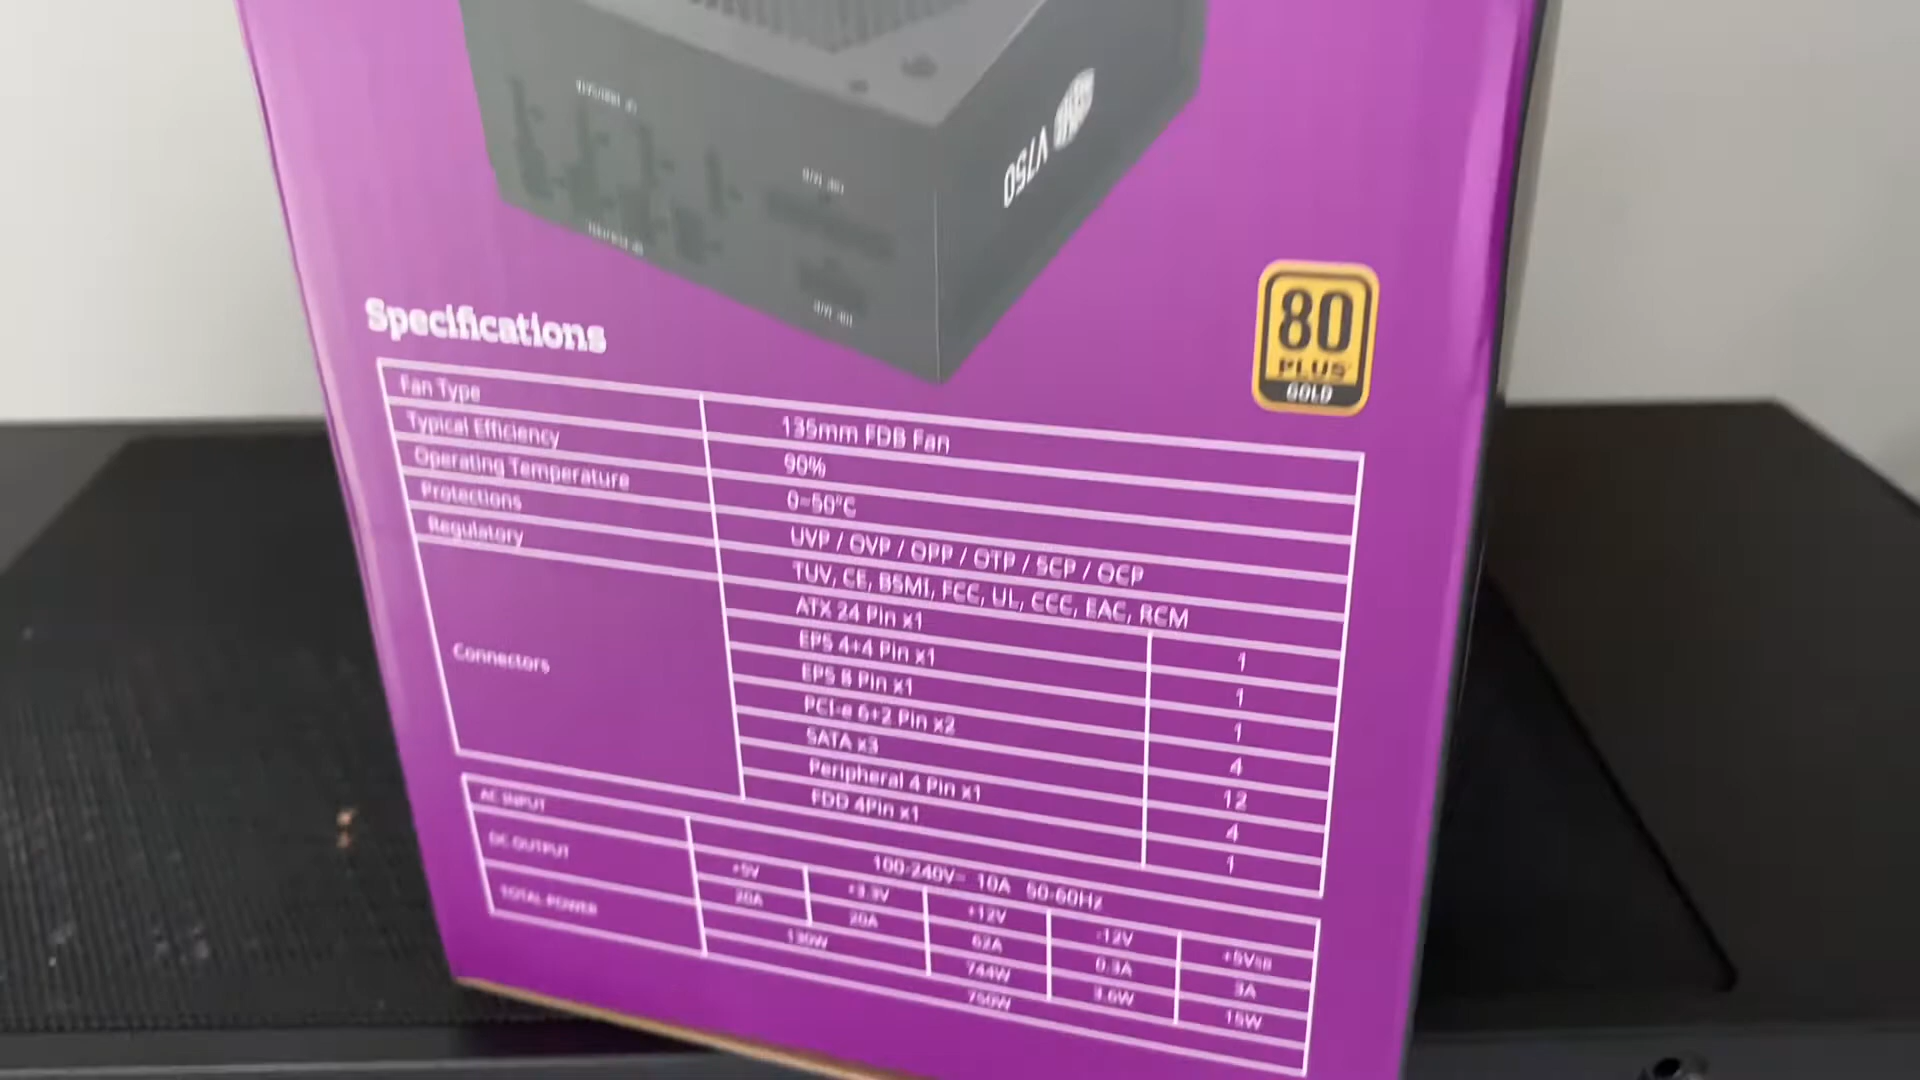 V750
80
PLUS
GOLD
Specifications
Fan Type 135mm FDB Fan
Typical Efficiency 90%
Operating Temperature 0~50°C
Protections UVP / OVP / OPP / OTP / SCP / OCP
Regulatory TUV, CE, BSMI, FCC, UL, CCC, EAC, RCM
Connectors
ATX 24 Pin x1 1
EPS 4+4 Pin x1 1
EPS 8 Pin x1 1
PCI-e 6+2 Pin x2 4
SATA x3 12
Peripheral 4 Pin x1 4
FDD 4Pin x1 1
AC INPUT 100-240V~ 10A 50-60Hz
DC OUTPUT +5V +3.3V +12V -12V +5VSB
20A 20A 62A 0.3A 3A
TOTAL POWER 130W 744W 3.6W 15W
750W